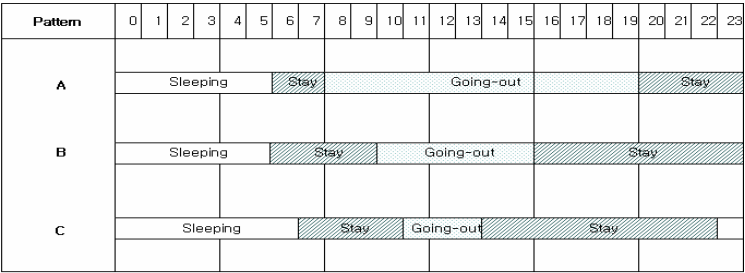 Pattern 0 1 2 3 4 5 6 7 8 9 10 11 12 13 14 15 16 17 18 19 20 21 22 23
A Sleeping Stay Going-out Stay
B Sleeping Stay Going-out Stay
C Sleeping Stay Going-out Stay